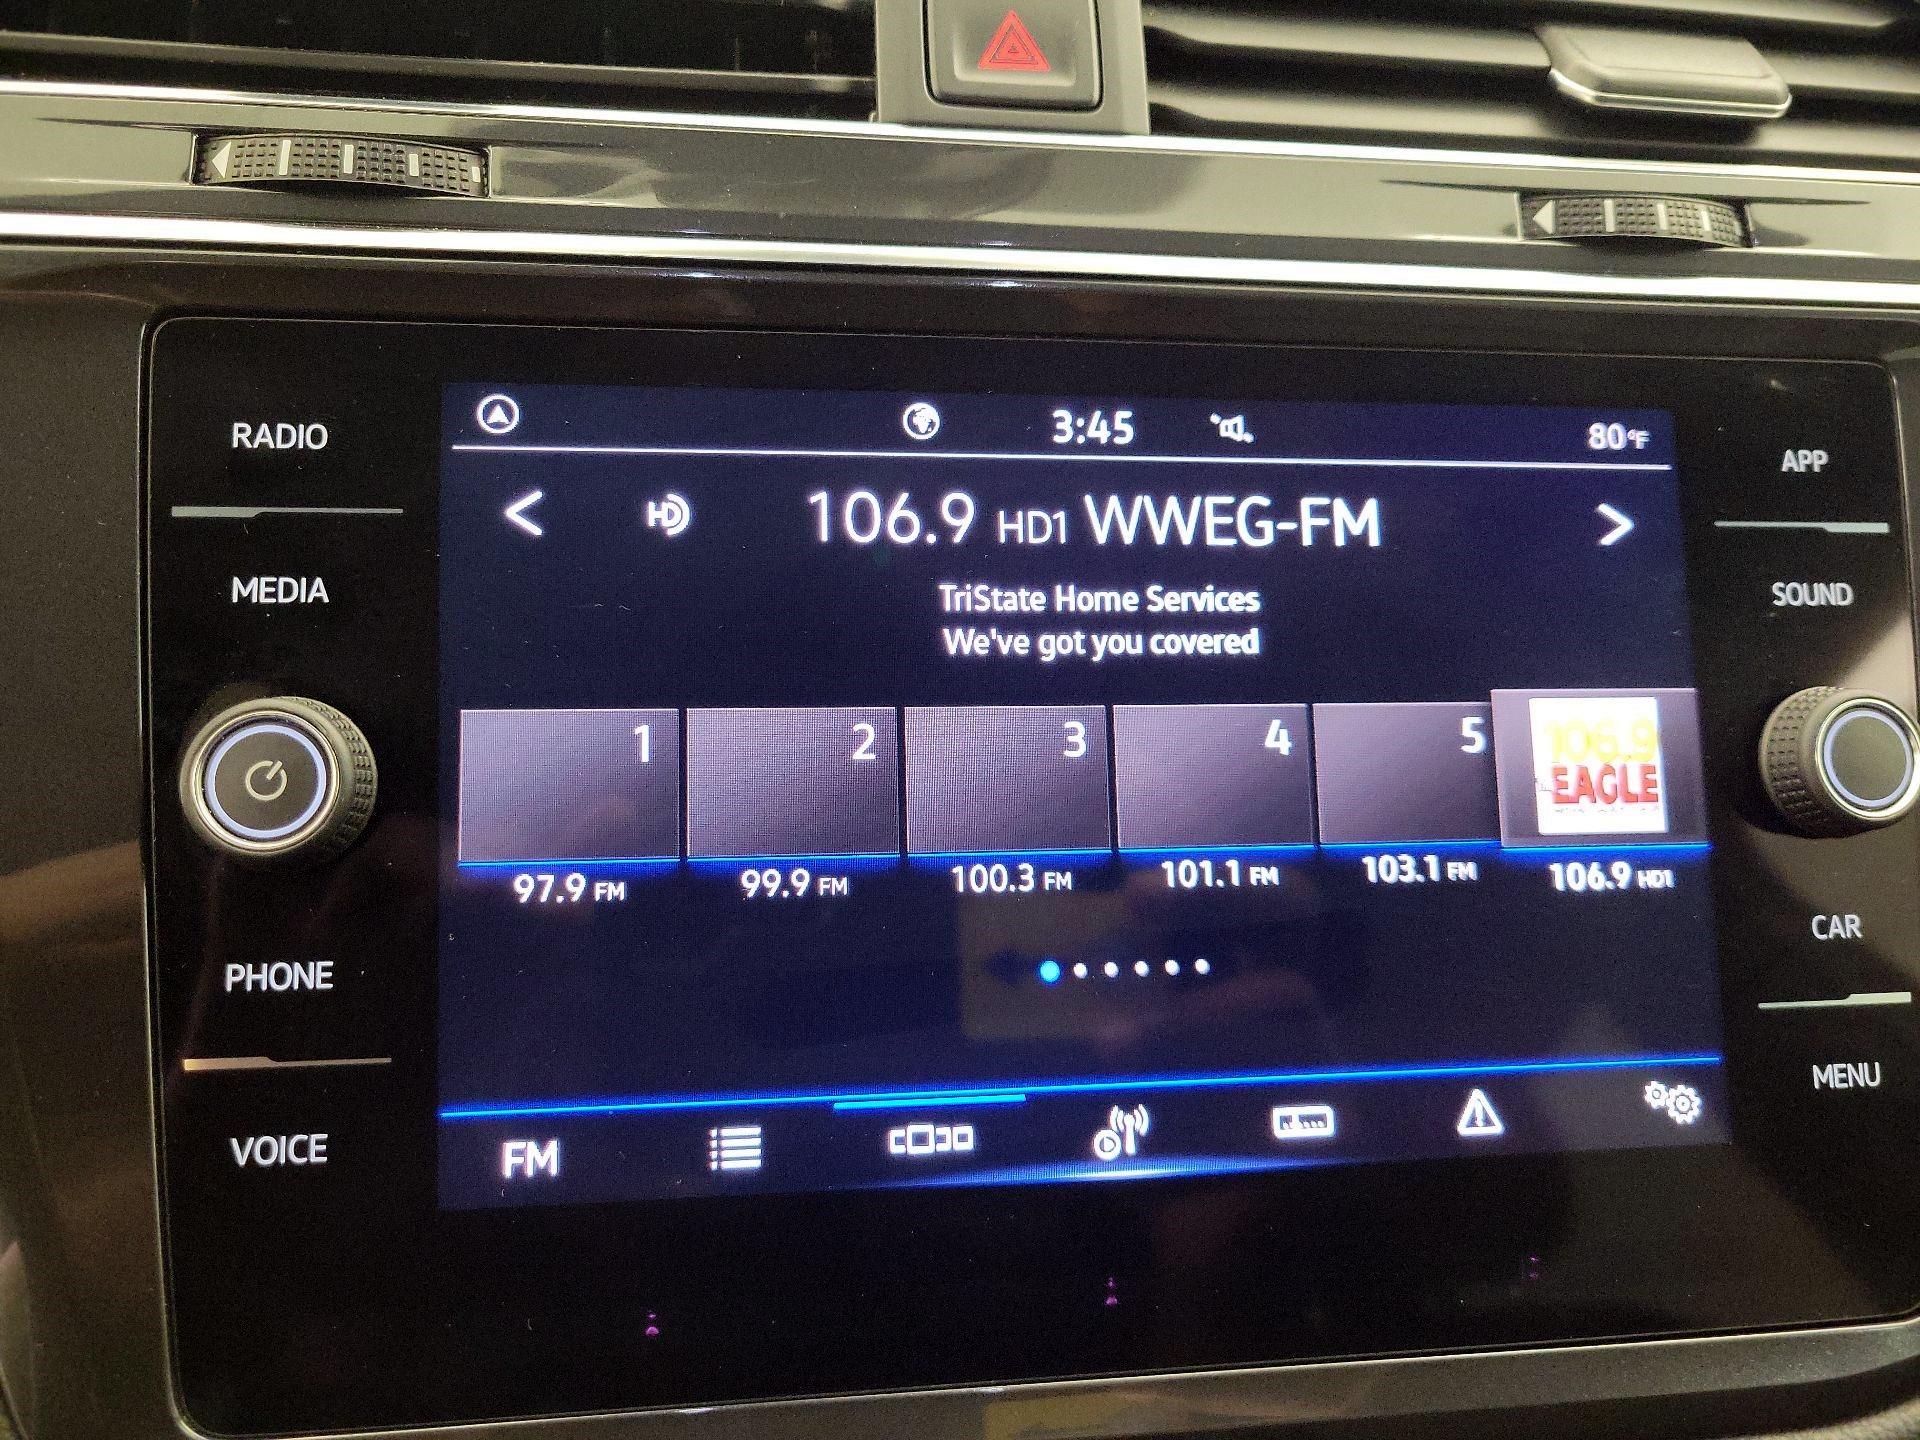 RADIO
MEDIA
PHONE
VOICE
3:45
80°F
HD
106.9 HD1 WWEG-FM
TriState Home Services
We've got you covered
1
2
3
4
5
106.9
EAGLE
97.9 FM
99.9 FM
100.3 FM
101.1 FM
103.1 FM
106.9 HD1
FM
APP
SOUND
CAR
MENU